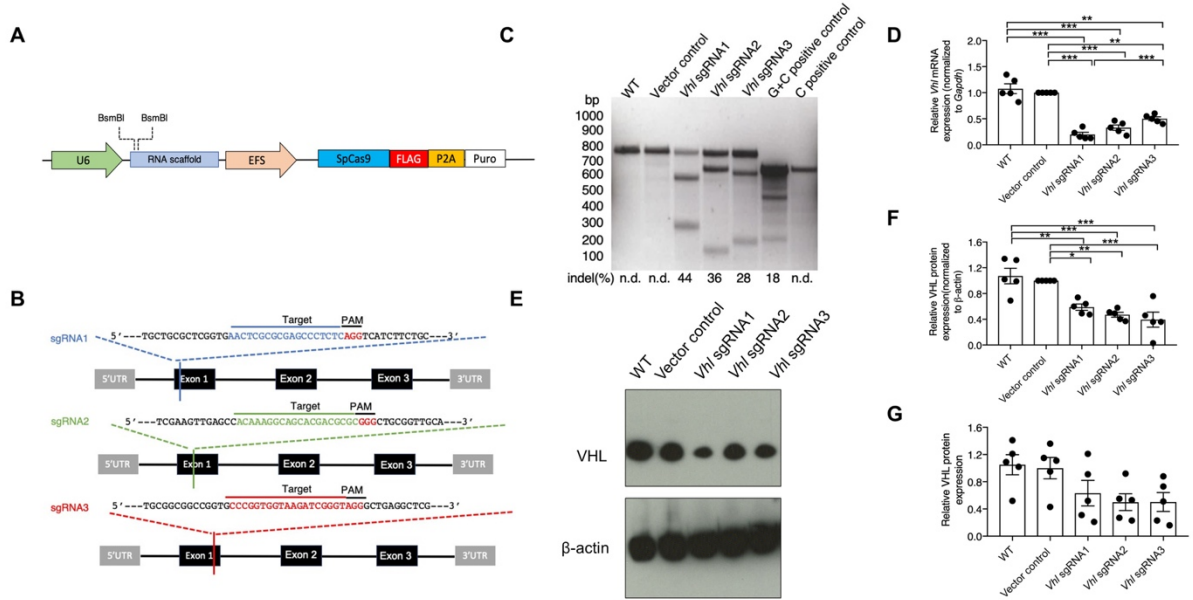 A
BsmBI BsmBI
U6 RNA scaffold EFS SpCas9 FLAG P2A Puro
B
Target PAM
sgRNA1 5'---TGCTGCGCTCGGTGAACTCGCGCGAGCCCTCTCAGGTCATCTTCTGC---3'
5'UTR Exon 1 Exon 2 Exon 3 3'UTR
Target PAM
sgRNA2 5'---TCGAAGTTGAGCCACAAAGGCAGCACGACGCGCGGGCTGCGGTTGCA---3'
5'UTR Exon 1 Exon 2 Exon 3 3'UTR
Target PAM
sgRNA3 5'---TGCGGCGGCCGGTGCCCGGTGGTAAGATCGGGTAGGGCTGAGGCTCG---3'
5'UTR Exon 1 Exon 2 Exon 3 3'UTR
C
WT
Vector control
Vhl sgRNA1
Vhl sgRNA2
Vhl sgRNA3
G+C positive control
C positive control
bp
1000
900
800
700
600
500
400
300
200
100
indel(%) n.d. n.d. 44 36 28 18 n.d.
E
WT
Vector control
Vhl sgRNA1
Vhl sgRNA2
Vhl sgRNA3
VHL
β-actin
D
Relative Vhl mRNA
expression (normalized
to Gapdh)
2.0
1.5
1.0
0.5
0.0
**
***
***
**
***
*** ***
WT
Vector control
Vhl sgRNA1
Vhl sgRNA2
Vhl sgRNA3
F
Relative VHL protein
expression(normalized
to β-actin)
1.6
1.2
0.8
0.4
0.0
***
***
**
***
**
*
WT
Vector control
Vhl sgRNA1
Vhl sgRNA2
Vhl sgRNA3
G
Relative VHL protein
expression
1.6
1.2
0.8
0.4
0.0
WT
Vector control
Vhl sgRNA1
Vhl sgRNA2
Vhl sgRNA3